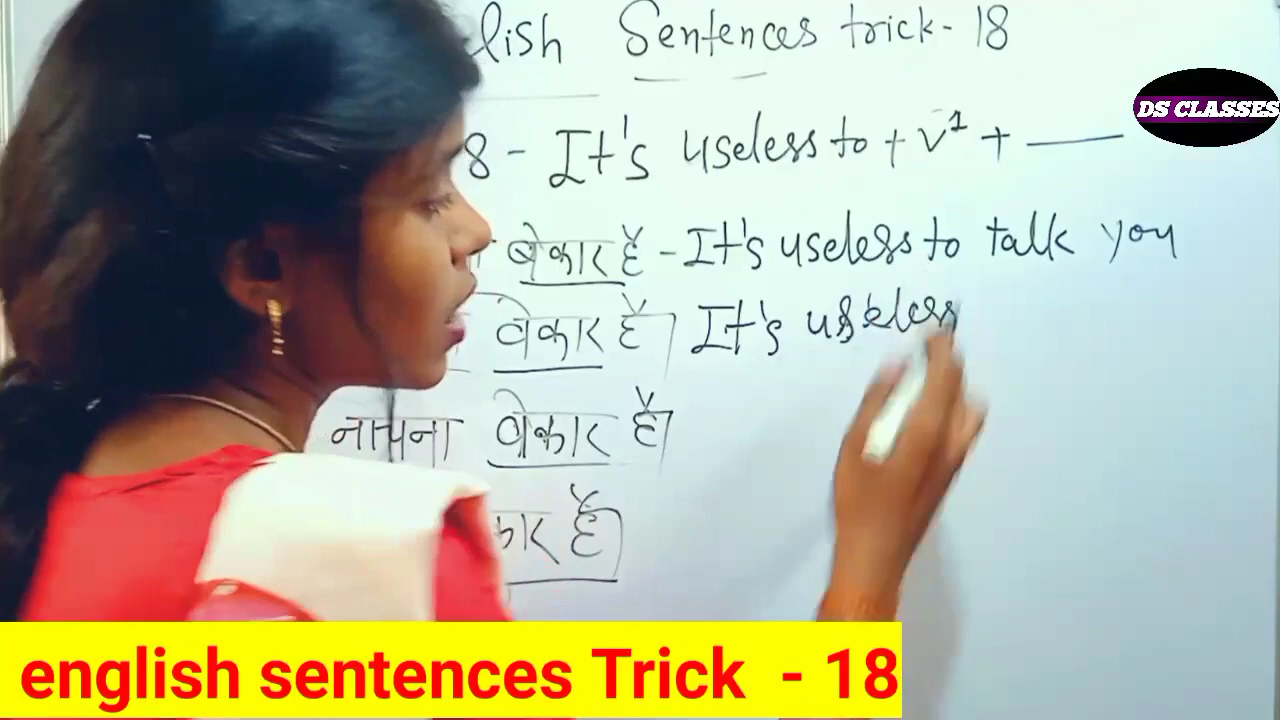 lish Sentences trick - 18
DS CLASSES
8 - It's useless to + v¹ + ——
बेकार है - It's useless to talk you
बेकार है। It's useless
नाचना बेकार है।
कार है।
english sentences Trick - 18